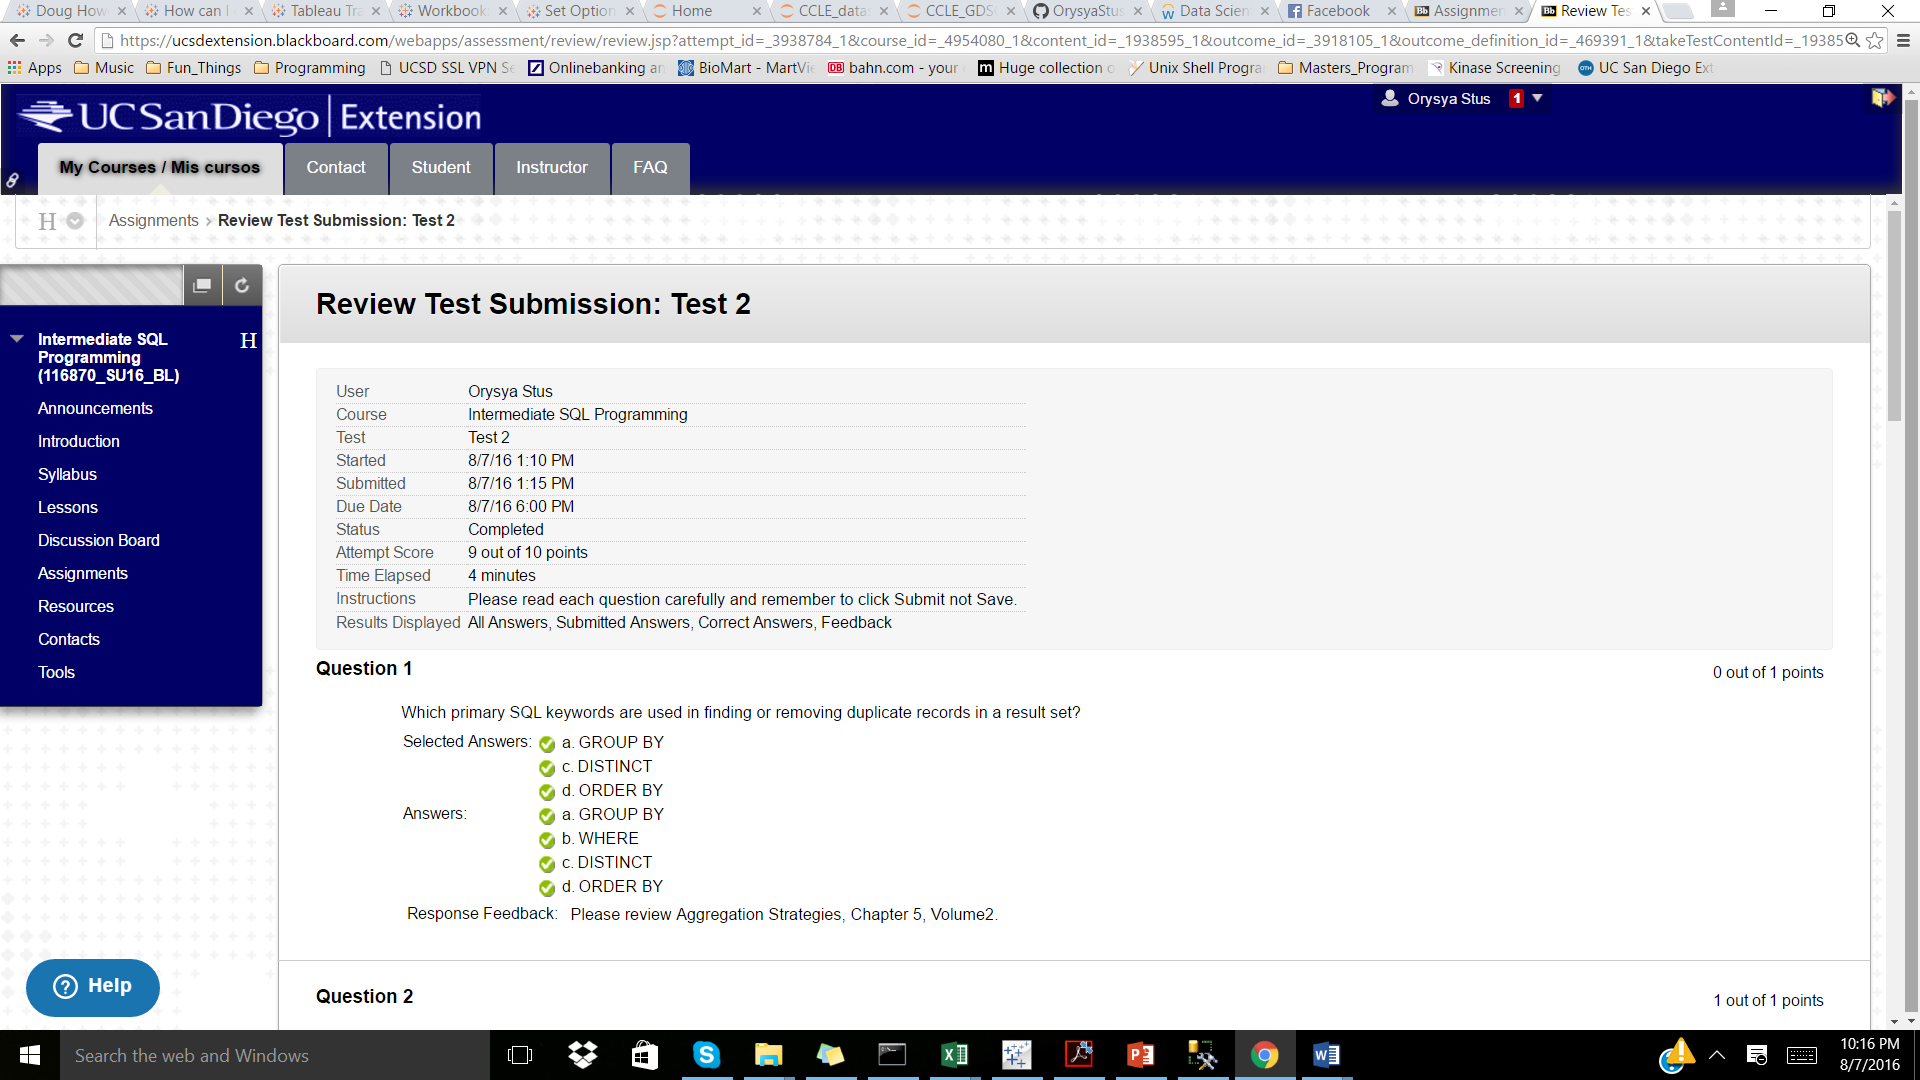 Doug How
How can I
Tableau Tra
Workbook
Set Option
Home
CCLE_data
CCLE_GDS
OrysyaStus
Data Scien
Facebook
Assignmen
Review Tes
https://ucsdextension.blackboard.com/webapps/assessment/review/review.jsp?attempt_id=_3938784_1&course_id=_4954080_1&content_id=_1938595_1&outcome_id=_3918105_1&outcome_definition_id=_469391_1&takeTestContentId=_19385
Apps Music Fun_Things Programming UCSD SSL VPN Se Onlinebanking an BioMart - MartVi bahn.com - your Huge collection o Unix Shell Progra Masters_Program Kinase Screening UC San Diego Ext
UC San Diego | Extension
Orysya Stus 1
My Courses / Mis cursos Contact Student Instructor FAQ
H Assignments > Review Test Submission: Test 2
Intermediate SQL
Programming
(116870_SU16_BL)
H
Announcements
Introduction
Syllabus
Lessons
Discussion Board
Assignments
Resources
Contacts
Tools
Review Test Submission: Test 2
User Orysya Stus
Course Intermediate SQL Programming
Test Test 2
Started 8/7/16 1:10 PM
Submitted 8/7/16 1:15 PM
Due Date 8/7/16 6:00 PM
Status Completed
Attempt Score 9 out of 10 points
Time Elapsed 4 minutes
Instructions Please read each question carefully and remember to click Submit not Save.
Results Displayed All Answers, Submitted Answers, Correct Answers, Feedback
Question 1
0 out of 1 points
Which primary SQL keywords are used in finding or removing duplicate records in a result set?
Selected Answers: a. GROUP BY
c. DISTINCT
d. ORDER BY
Answers: a. GROUP BY
b. WHERE
c. DISTINCT
d. ORDER BY
Response Feedback: Please review Aggregation Strategies, Chapter 5, Volume2.
Question 2
1 out of 1 points
Help
Search the web and Windows
10:16 PM
8/7/2016